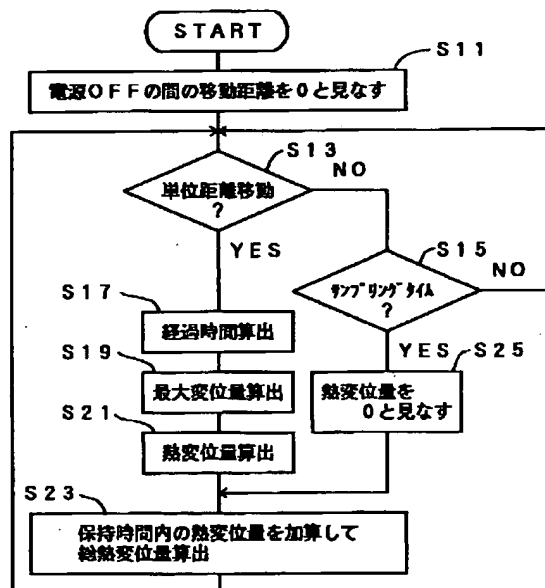 START
S11
電源OFFの間の移動距離を0と見なす
S13
単位距離移動
?
NO
YES
S15
ｻﾝﾌﾟﾘﾝｸﾞﾀｲﾑ
?
NO
YES
S17
経過時間算出
S19
最大変位量算出
S21
熱変位量算出
S25
熱変位量を
0と見なす
S23
保持時間内の熱変位量を加算して
総熱変位量算出